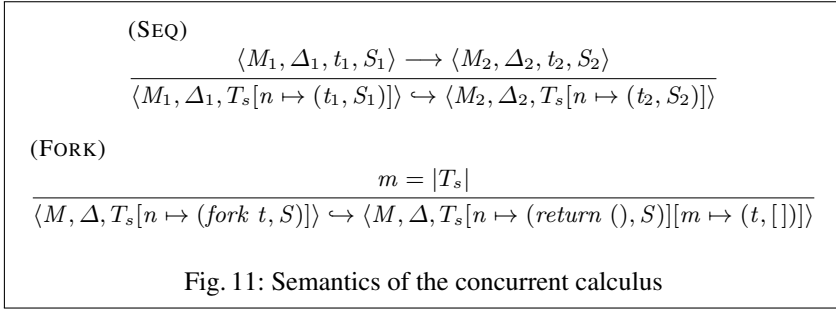 (SEQ)
⟨M₁, Δ₁, t₁, S₁⟩ ⟶ ⟨M₂, Δ₂, t₂, S₂⟩
⟨M₁, Δ₁, Tₛ[n ↦ (t₁, S₁)]⟩ ↪ ⟨M₂, Δ₂, Tₛ[n ↦ (t₂, S₂)]⟩
(FORK)
m = |Tₛ|
⟨M, Δ, Tₛ[n ↦ (fork t, S)]⟩ ↪ ⟨M, Δ, Tₛ[n ↦ (return (), S)][m ↦ (t, [ ])]⟩
Fig. 11: Semantics of the concurrent calculus